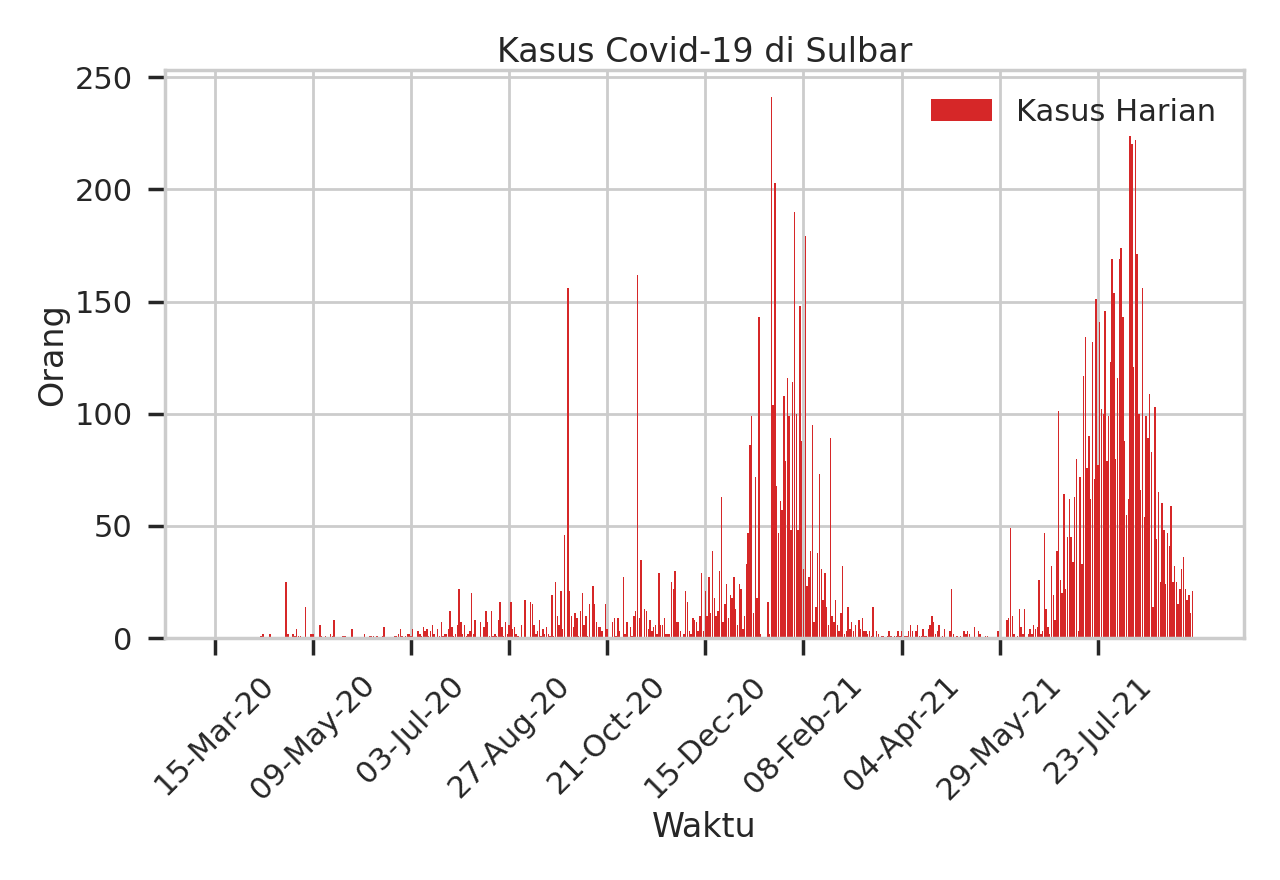 Kasus Covid-19 di Sulbar
Kasus Harian
250
200
150
100
50
0
Orang
15-Mar-20
09-May-20
03-Jul-20
27-Aug-20
21-Oct-20
15-Dec-20
08-Feb-21
04-Apr-21
29-May-21
23-Jul-21
Waktu